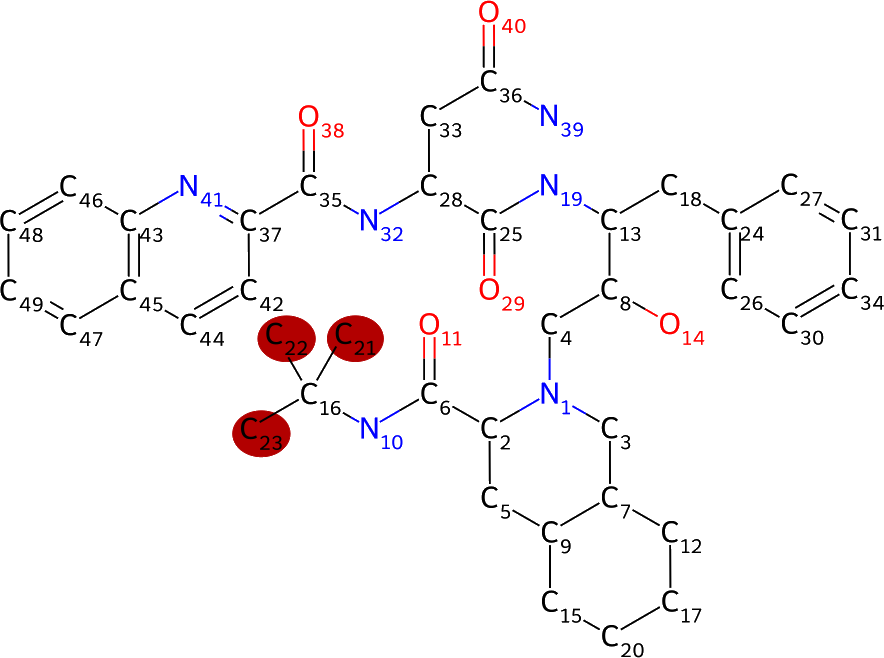 O40
C36
C33 N39
O38
C46 N41 C35 C28 N19 C18 C27
C48 C43 C37 N32 C25 C13 C24 C31
C49 C45 C42 O29 C8 C26 C34
C47 C44 C22 C21 O11 C4 O14 C30
C16 C6 N1
C23 N10 C2 C3
C5 C7
C9 C12
C15 C17
C20